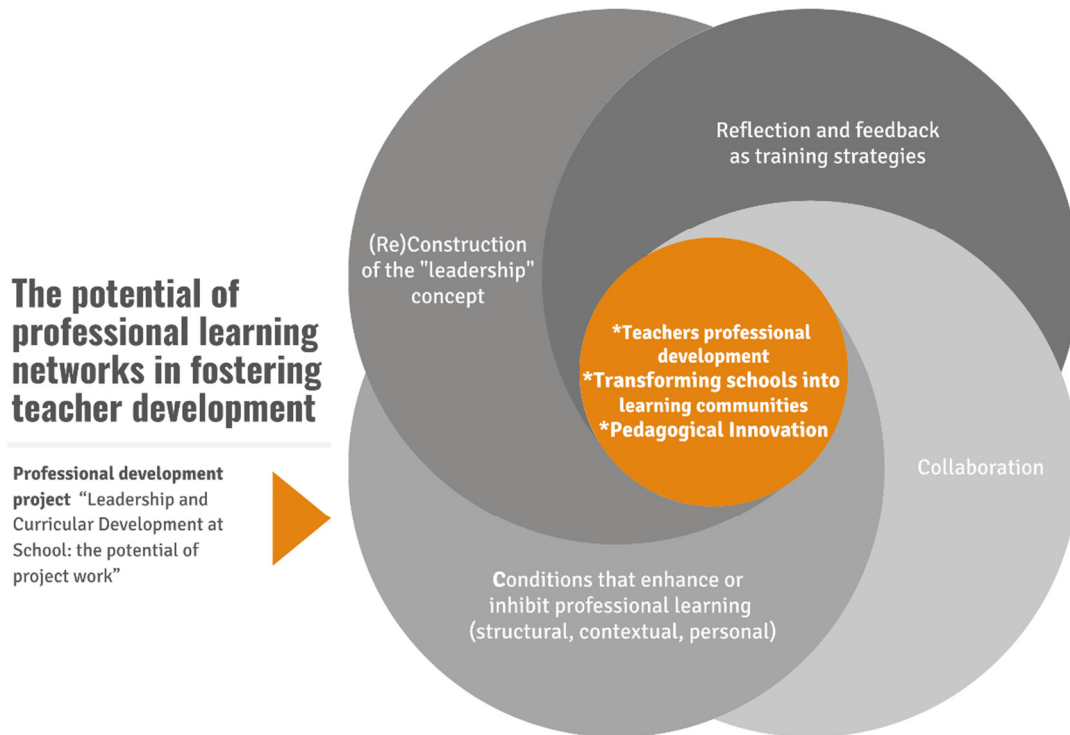 The potential of
professional learning
networks in fostering
teacher development
Professional development
project “Leadership and
Curricular Development at
School: the potential of
project work”
(Re)Construction
of the "leadership"
concept
Reflection and feedback
as training strategies
*Teachers professional
development
*Transforming schools into
learning communities
*Pedagogical Innovation
Collaboration
Conditions that enhance or
inhibit professional learning
(structural, contextual, personal)